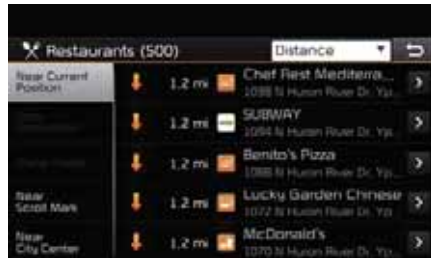 Restaurants (500)
Distance
Near Current
Position
1.2 mi
Chef Rest Mediterra...
1098 N Huron River Dr. Yp...
1.2 mi
SUBWAY
1094 N Huron River Dr. Yp...
1.2 mi
Benito's Pizza
1088 N Huron River Dr. Yp...
Near
Scroll Mark
1.2 mi
Lucky Garden Chinese
1072 N Huron River Dr. Yp...
Near
City Center
1.2 mi
McDonald's
1070 N Huron River Dr. Yp...